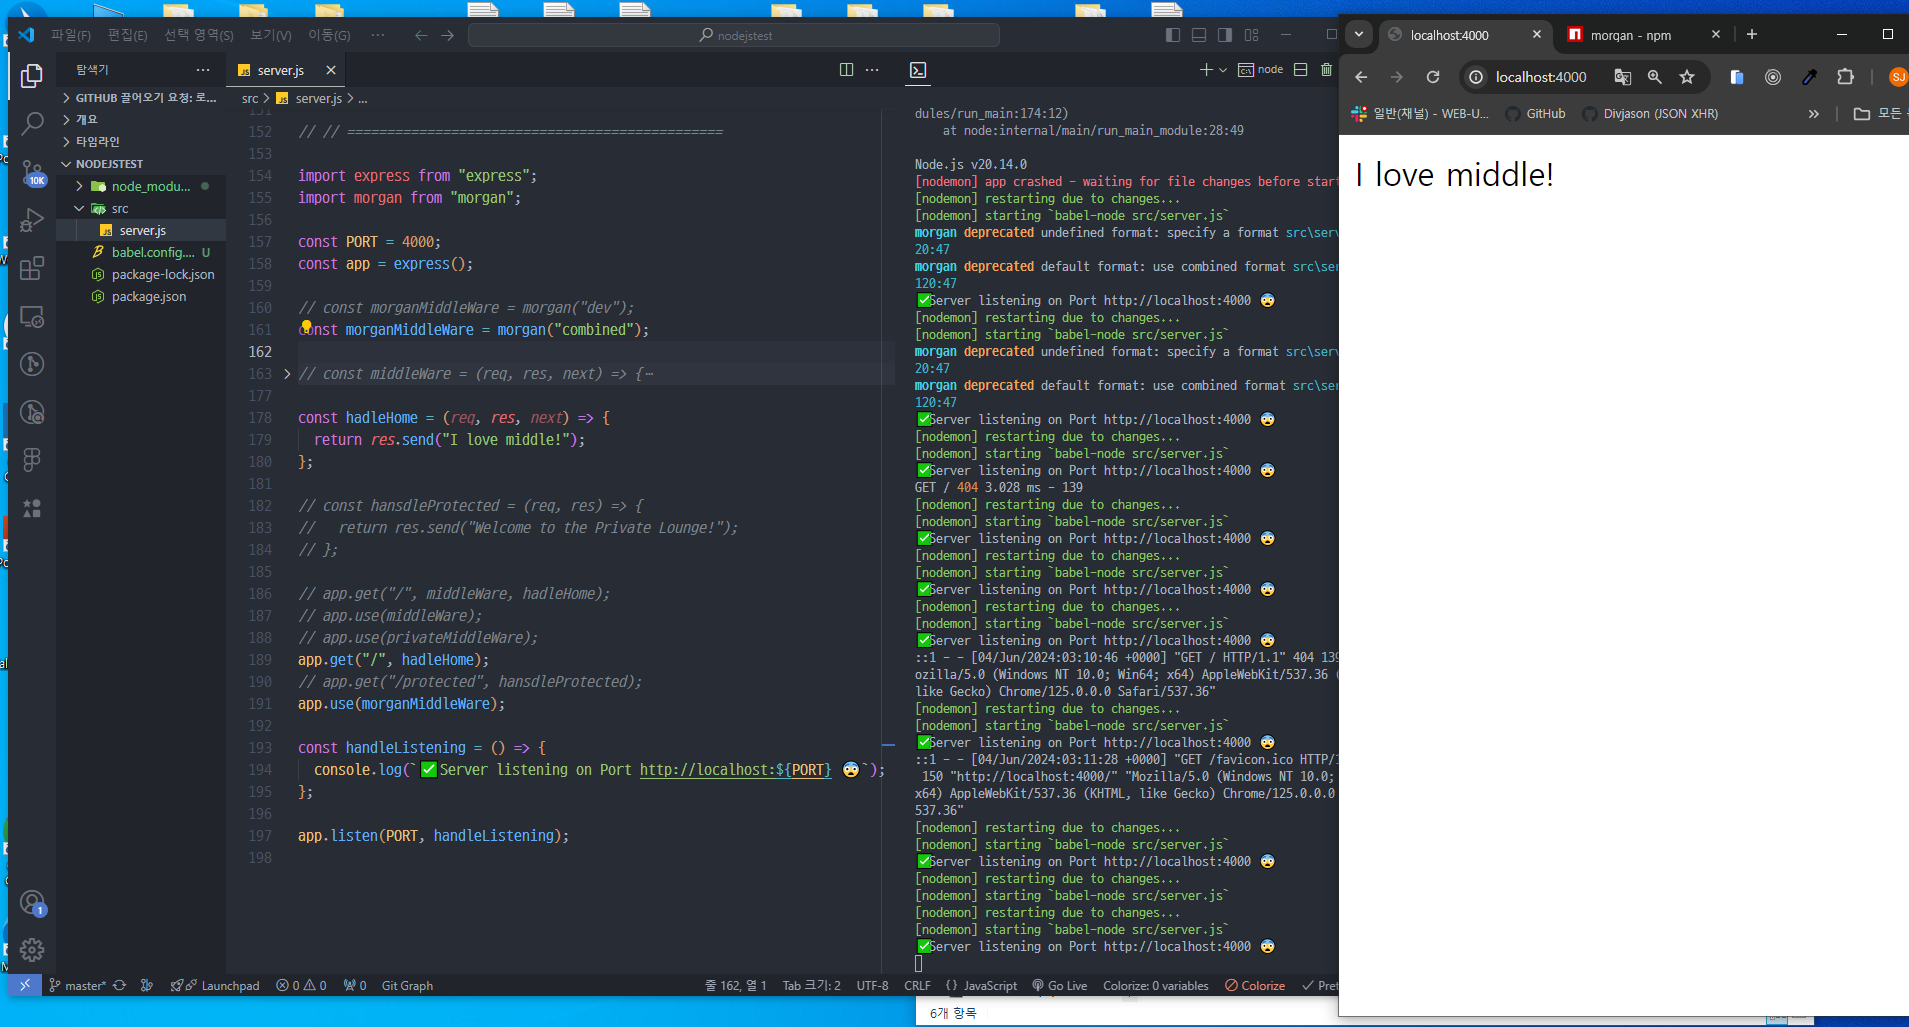 파일(F) 편집(E) 선택 영역(S) 보기(V) 이동(G) ··· nodejstest
탐색기 ···
GITHUB 끌어오기 요청: 로...
개요
타임라인
NODEJSTEST
node_modu...
src
server.js
babel.config.... U
package-lock.json
package.json
10K
1
server.js
src > server.js > ...
151
152 // // ================================================
153
154 import express from "express";
155 import morgan from "morgan";
156
157 const PORT = 4000;
158 const app = express();
159
160 // const morganMiddleWare = morgan("dev");
161 const morganMiddleWare = morgan("combined");
162
163 // const middleWare = (req, res, next) => {···
177
178 const hadleHome = (req, res, next) => {
179 return res.send("I love middle!");
180 };
181
182 // const hansdleProtected = (req, res) => {
183 //   return res.send("Welcome to the Private Lounge!");
184 // };
185
186 // app.get("/", middleWare, hadleHome);
187 // app.use(middleWare);
188 // app.use(privateMiddleWare);
189 app.get("/", hadleHome);
190 // app.get("/protected", hansdleProtected);
191 app.use(morganMiddleWare);
192
193 const handleListening = () => {
194 console.log(`✅Server listening on Port http://localhost:${PORT} 😨`);
195 };
196
197 app.listen(PORT, handleListening);
198
node
dules/run_main:174:12)
at node:internal/main/run_main_module:28:49
Node.js v20.14.0
[nodemon] app crashed - waiting for file changes before start
[nodemon] restarting due to changes...
[nodemon] starting `babel-node src/server.js`
morgan deprecated undefined format: specify a format src\serv
20:47
morgan deprecated default format: use combined format src\se
120:47
✅Server listening on Port http://localhost:4000 😨
[nodemon] restarting due to changes...
[nodemon] starting `babel-node src/server.js`
morgan deprecated undefined format: specify a format src\serv
20:47
morgan deprecated default format: use combined format src\se
120:47
✅Server listening on Port http://localhost:4000 😨
[nodemon] restarting due to changes...
[nodemon] starting `babel-node src/server.js`
✅Server listening on Port http://localhost:4000 😨
GET / 404 3.028 ms - 139
[nodemon] restarting due to changes...
[nodemon] starting `babel-node src/server.js`
✅Server listening on Port http://localhost:4000 😨
[nodemon] restarting due to changes...
[nodemon] starting `babel-node src/server.js`
✅Server listening on Port http://localhost:4000 😨
[nodemon] restarting due to changes...
[nodemon] starting `babel-node src/server.js`
✅Server listening on Port http://localhost:4000 😨
::1 - - [04/Jun/2024:03:10:46 +0000] "GET / HTTP/1.1" 404 139
ozilla/5.0 (Windows NT 10.0; Win64; x64) AppleWebKit/537.36 (
like Gecko) Chrome/125.0.0.0 Safari/537.36"
[nodemon] restarting due to changes...
[nodemon] starting `babel-node src/server.js`
✅Server listening on Port http://localhost:4000 😨
::1 - - [04/Jun/2024:03:11:28 +0000] "GET /favicon.ico HTTP/1
150 "http://localhost:4000/" "Mozilla/5.0 (Windows NT 10.0;
x64) AppleWebKit/537.36 (KHTML, like Gecko) Chrome/125.0.0.0
537.36"
[nodemon] restarting due to changes...
[nodemon] starting `babel-node src/server.js`
✅Server listening on Port http://localhost:4000 😨
[nodemon] restarting due to changes...
[nodemon] starting `babel-node src/server.js`
[nodemon] restarting due to changes...
[nodemon] starting `babel-node src/server.js`
✅Server listening on Port http://localhost:4000 😨
master* Launchpad 0 0 0 Git Graph 줄 162, 열 1 Tab 크기: 2 UTF-8 CRLF {} JavaScript Go Live Colorize: 0 variables Colorize Pret
6개 항목
localhost:4000 morgan - npm
localhost:4000 SJ
일반(채널) - WEB-U... GitHub Divjason (JSON XHR) » 모든
I love middle!